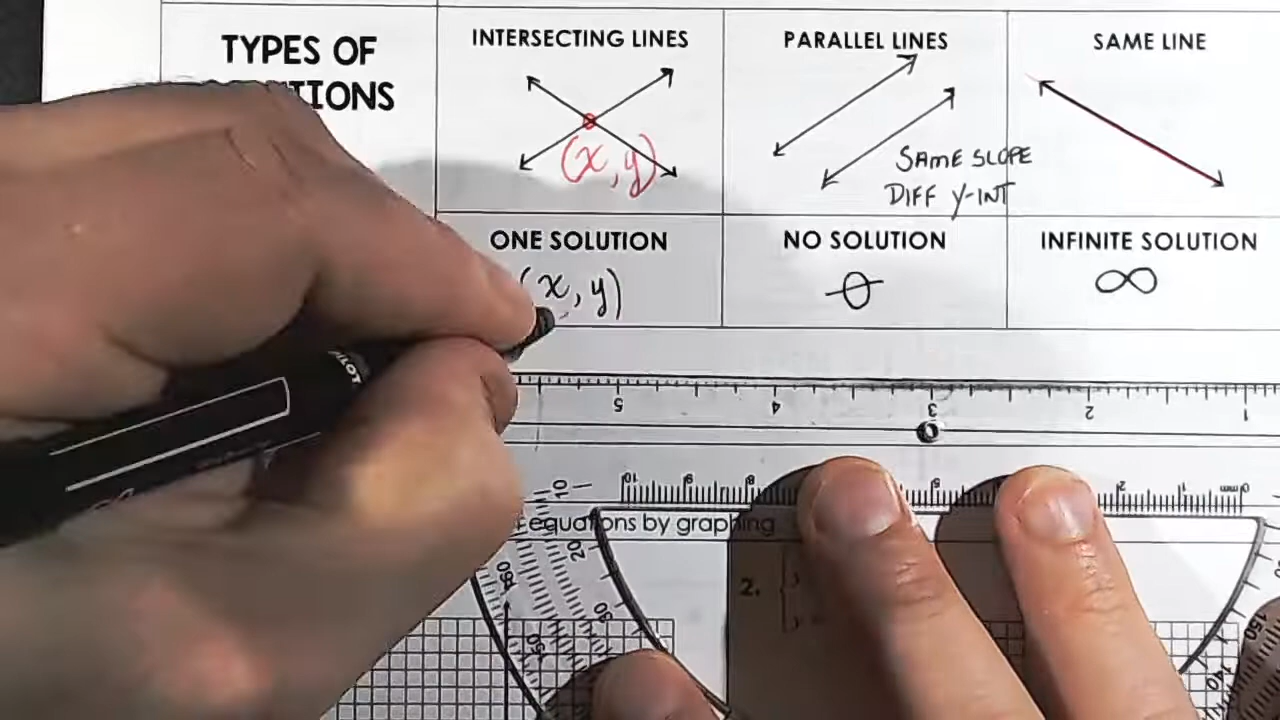 TYPES OF
INTERSECTING LINES
PARALLEL LINES
SAME LINE
(x, y)
SAME SLOPE
DIFF y-INT
ONE SOLUTION
NO SOLUTION
INFINITE SOLUTION
(x, y)
∅
∞
PILOT
5 4 3 2 1
equations by graphing
2.